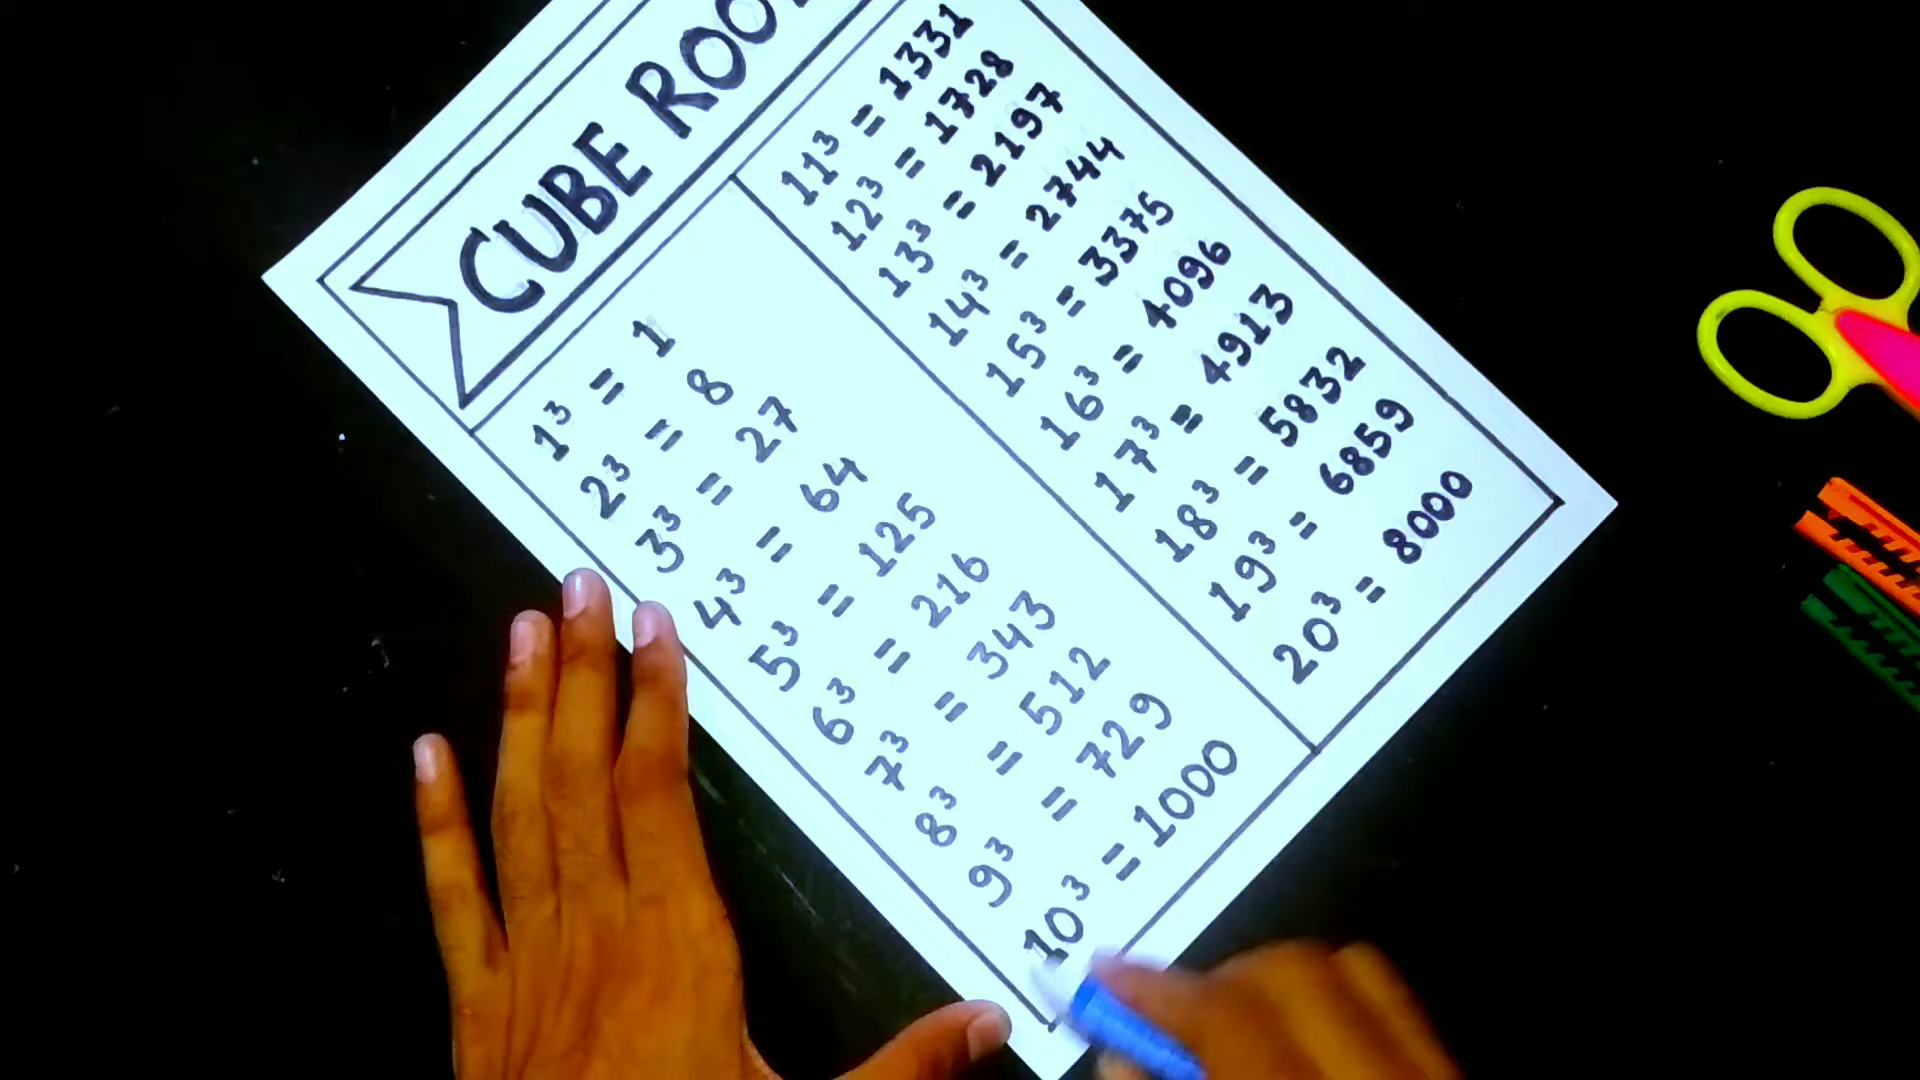 CUBE ROO
1³ = 1
2³ = 8
3³ = 27
4³ = 64
5³ = 125
6³ = 216
7³ = 343
8³ = 512
9³ = 729
10³ = 1000
11³ = 1331
12³ = 1728
13³ = 2197
14³ = 2744
15³ = 3375
16³ = 4096
17³ = 4913
18³ = 5832
19³ = 6859
20³ = 8000